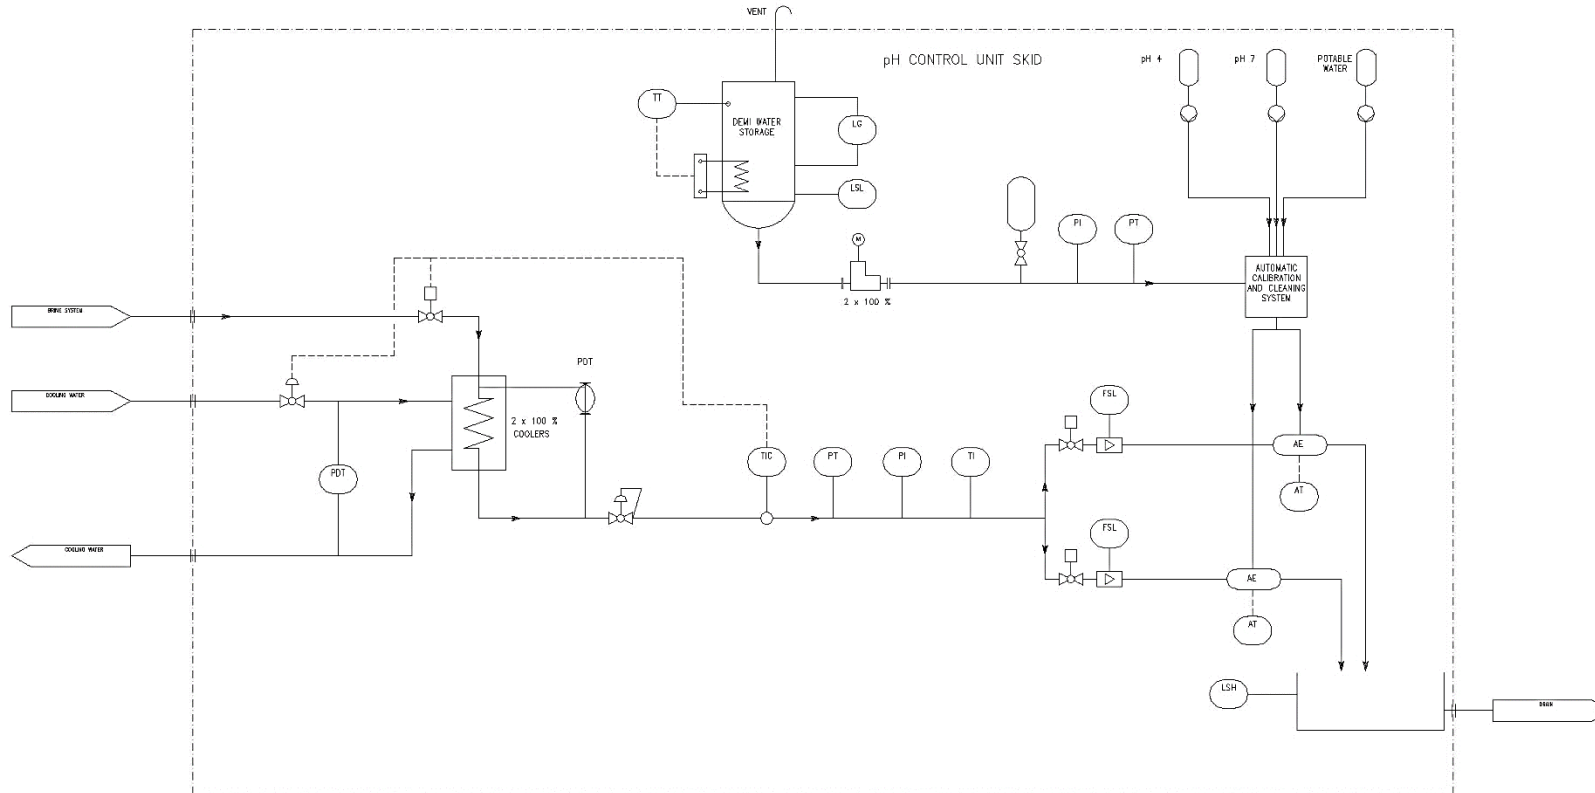 VENT
pH CONTROL UNIT SKID
pH 4
pH 7
POTABLE
WATER
TT
DEMI WATER
STORAGE
LG
LSL
PI
PT
M
2 x 100 %
AUTOMATIC
CALIBRATION
AND CLEANING
SYSTEM
BRINE SYSTEM
COOLING WATER
PDT
2 x 100 %
COOLERS
PDT
TIC
PT
PI
TI
FSL
AE
AT
COOLING WATER
FSL
AE
AT
LSH
DRAIN